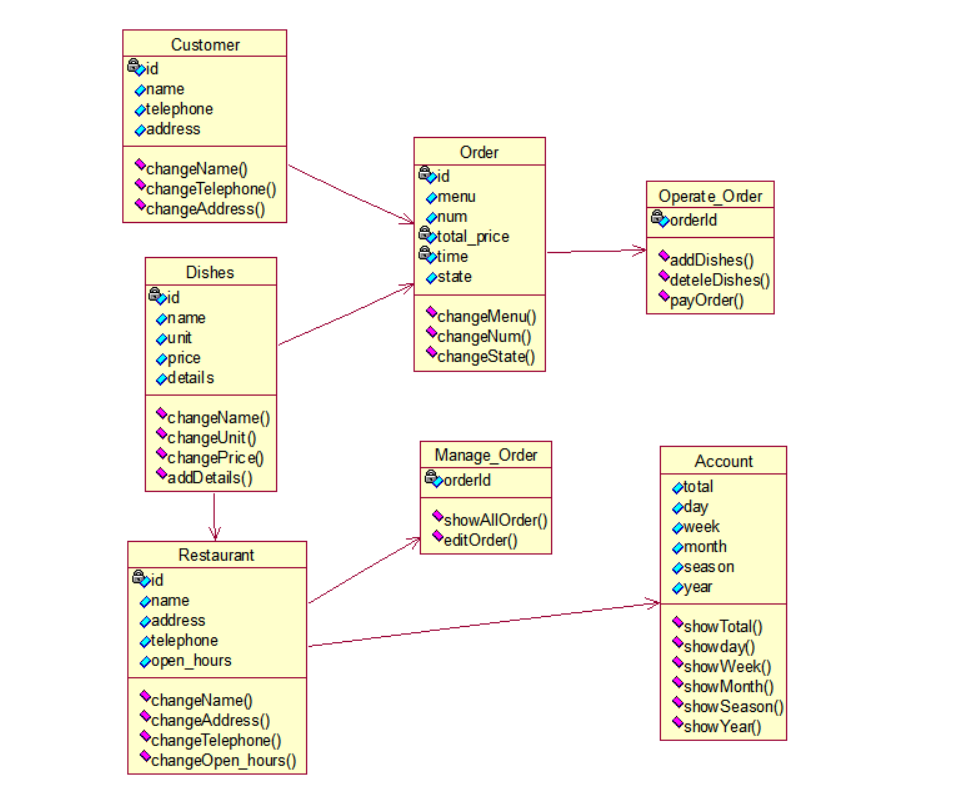 Customer
id
name
telephone
address
changeName()
changeTelephone()
changeAddress()
Order
id
menu
num
total_price
time
state
changeMenu()
changeNum()
changeState()
Operate_Order
orderId
addDishes()
deteleDishes()
payOrder()
Dishes
id
name
unit
price
details
changeName()
changeUnit()
changePrice()
addDetails()
Manage_Order
orderId
showAllOrder()
editOrder()
Account
total
day
week
month
season
year
showTotal()
showday()
showWeek()
showMonth()
showSeason()
showYear()
Restaurant
id
name
address
telephone
open_hours
changeName()
changeAddress()
changeTelephone()
changeOpen_hours()